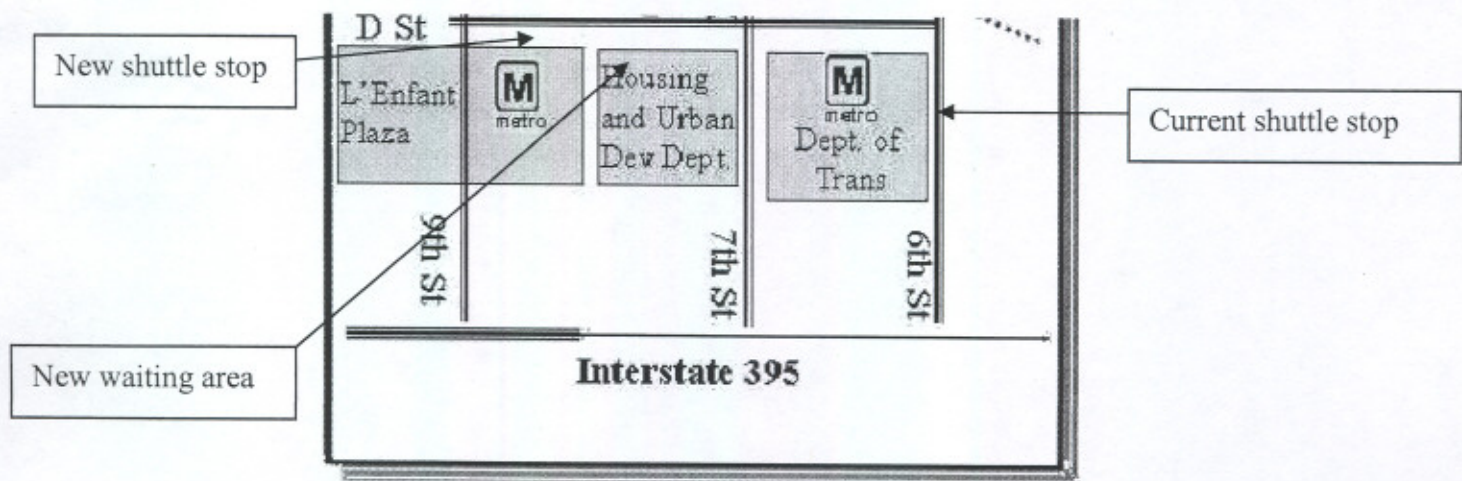 D St
New shuttle stop
L'Enfant
Plaza
M
metro
Housing
and Urban
Dev Dept.
M
metro
Dept. of
Trans
Current shuttle stop
9th St
7th St
6th St
New waiting area
Interstate 395